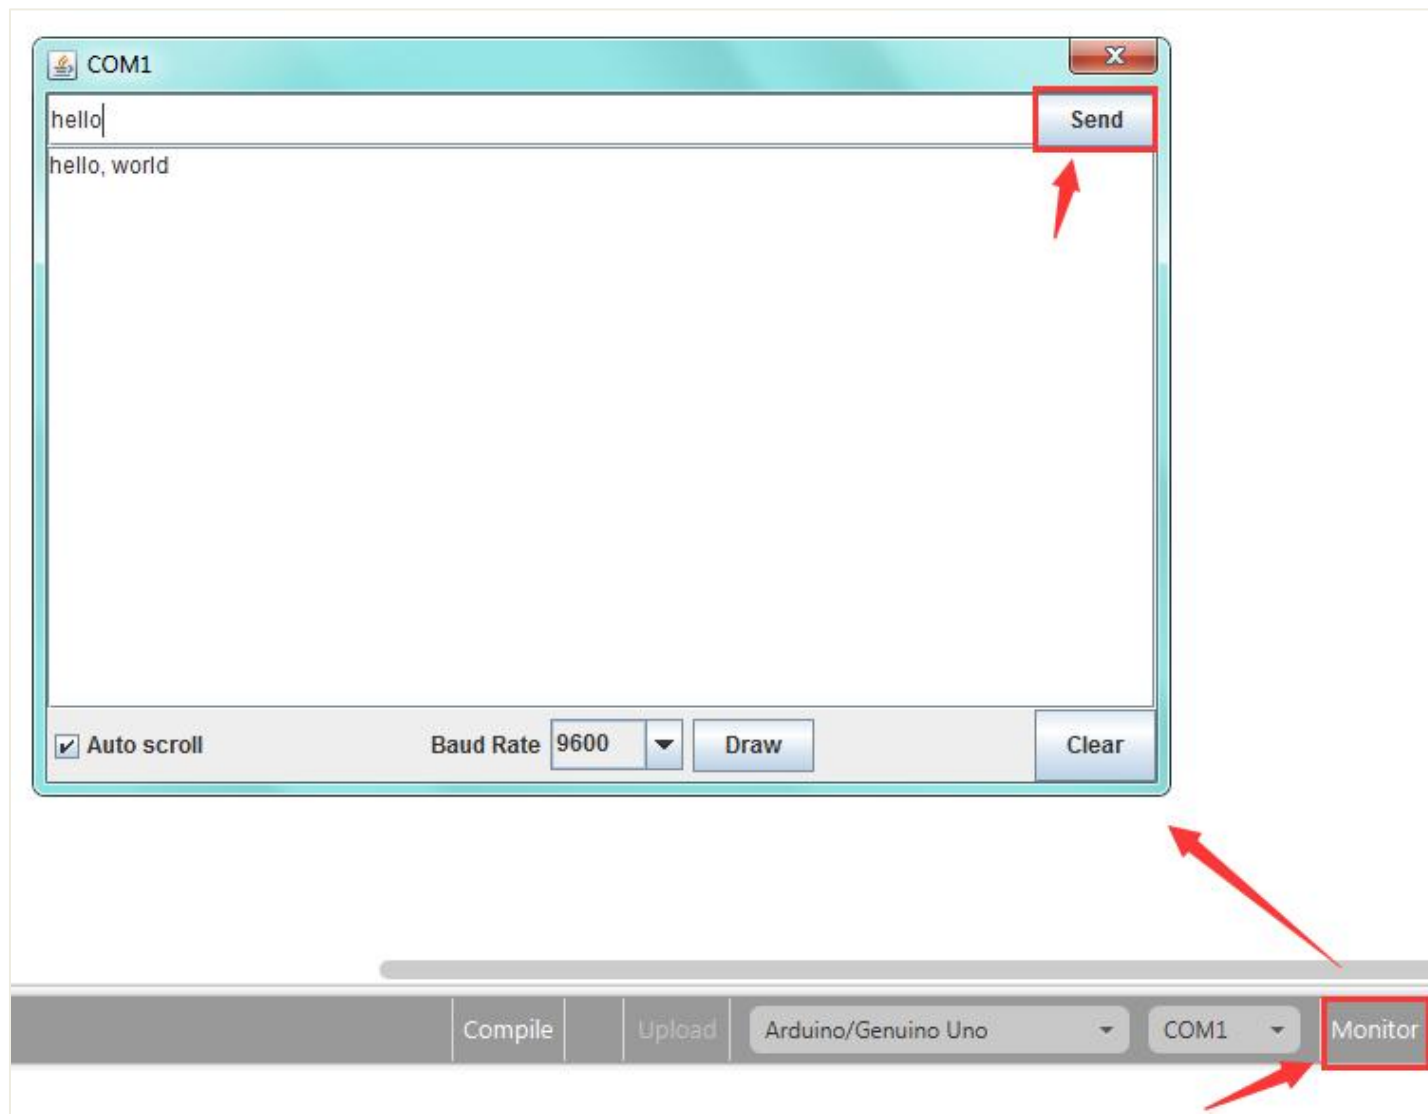 COM1
hello
Send
hello, world
Auto scroll
Baud Rate 9600
Draw
Clear
Compile
Upload
Arduino/Genuino Uno
COM1
Monitor